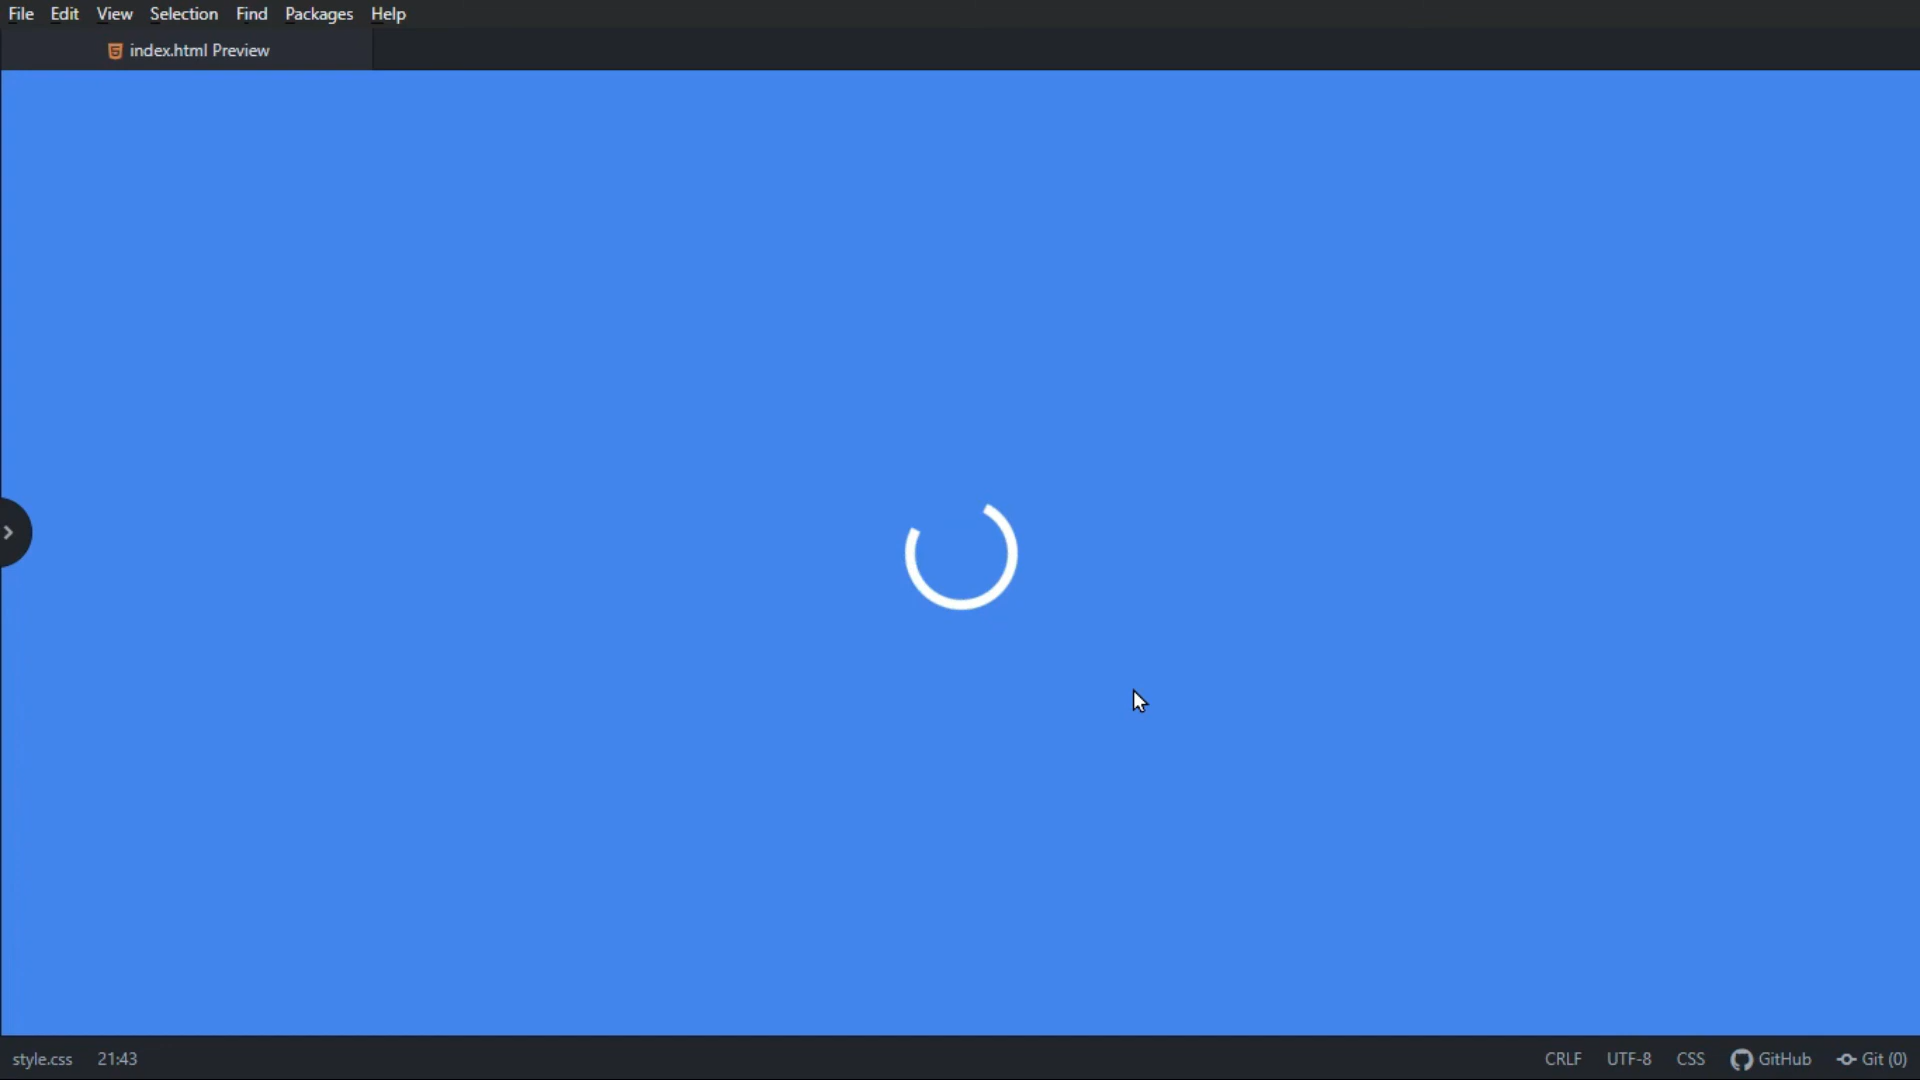 File Edit View Selection Find Packages Help
index.html Preview
style.css 21:43 CRLF UTF-8 CSS GitHub Git (0)